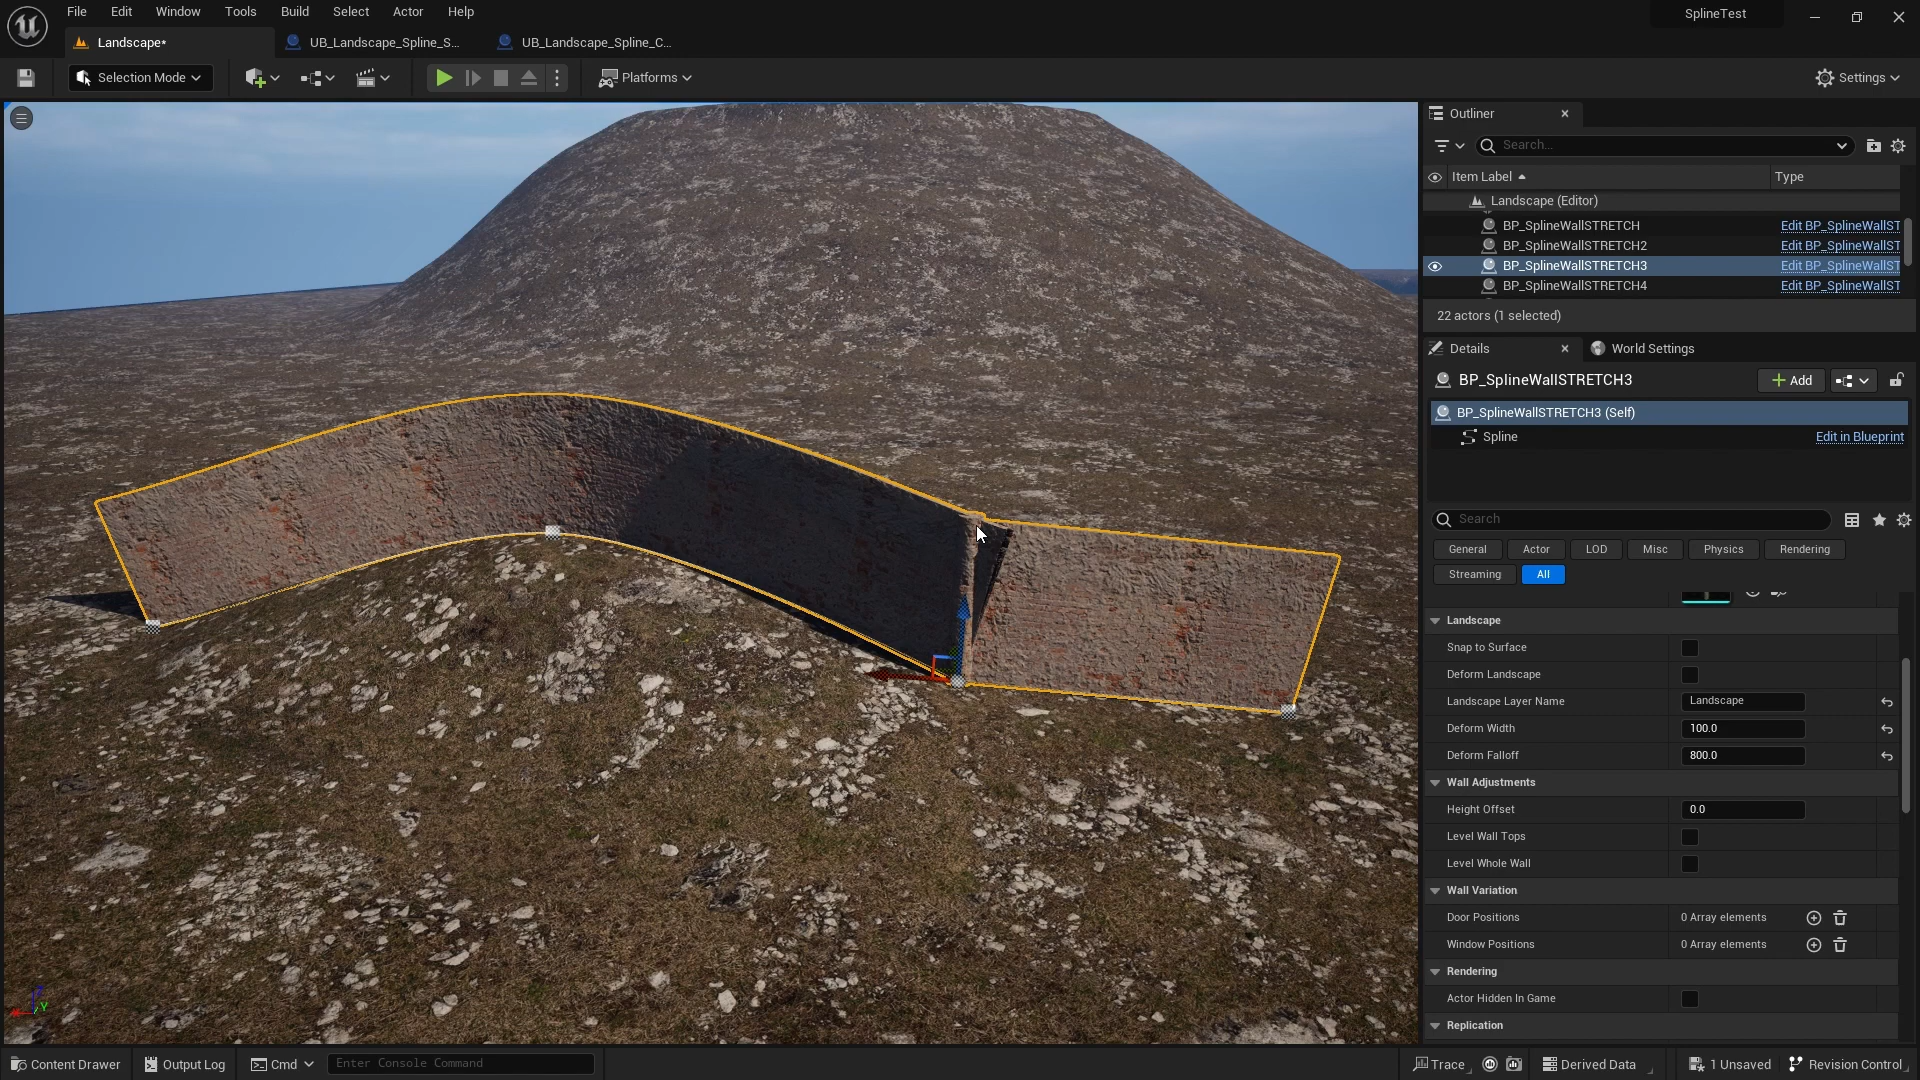 File Edit Window Tools Build Select Actor Help
SplineTest
Landscape*
UB_Landscape_Spline_S...
UB_Landscape_Spline_C...
Selection Mode
Platforms
Settings
Outliner
Search...
Item Label
Type
Landscape (Editor)
BP_SplineWallSTRETCH Edit BP_SplineWallST
BP_SplineWallSTRETCH2 Edit BP_SplineWallST
BP_SplineWallSTRETCH3 Edit BP_SplineWallST
BP_SplineWallSTRETCH4 Edit BP_SplineWallST
22 actors (1 selected)
Details
World Settings
BP_SplineWallSTRETCH3
Add
BP_SplineWallSTRETCH3 (Self)
Spline Edit in Blueprint
Search
General Actor LOD Misc Physics Rendering
Streaming All
Landscape
Snap to Surface
Deform Landscape
Landscape Layer Name Landscape
Deform Width 100.0
Deform Falloff 800.0
Wall Adjustments
Height Offset 0.0
Level Wall Tops
Level Whole Wall
Wall Variation
Door Positions 0 Array elements
Window Positions 0 Array elements
Rendering
Actor Hidden In Game
Replication
Z
Y
Content Drawer
Output Log
Cmd
Enter Console Command
Trace
Derived Data
1 Unsaved
Revision Control